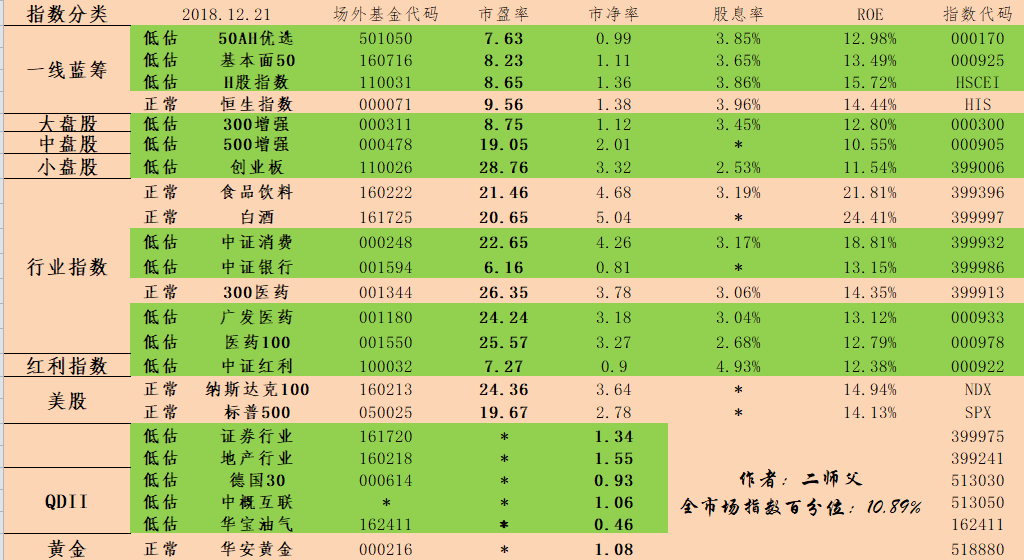 指数分类 2018.12.21 场外基金代码 市盈率 市净率 股息率 ROE 指数代码
一线蓝筹
低估 50AH优选 501050 7.63 0.99 3.85% 12.98% 000170
低估 基本面50 160716 8.23 1.11 3.65% 13.49% 000925
低估 H股指数 110031 8.65 1.36 3.86% 15.72% HSCEI
正常 恒生指数 000071 9.56 1.38 3.96% 14.44% HIS
大盘股 低估 300增强 000311 8.75 1.12 3.45% 12.80% 000300
中盘股 低估 500增强 000478 19.05 2.01 * 10.55% 000905
小盘股 低估 创业板 110026 28.76 3.32 2.53% 11.54% 399006
行业指数
正常 食品饮料 160222 21.46 4.68 3.19% 21.81% 399396
正常 白酒 161725 20.65 5.04 * 24.41% 399997
低估 中证消费 000248 22.65 4.26 3.17% 18.81% 399932
低估 中证银行 001594 6.16 0.81 * 13.15% 399986
正常 300医药 001344 26.35 3.78 3.06% 14.35% 399913
低估 广发医药 001180 24.24 3.18 3.04% 13.12% 000933
低估 医药100 001550 25.57 3.27 2.68% 12.79% 000978
红利指数 低估 中证红利 100032 7.27 0.9 4.93% 12.38% 000922
美股
正常 纳斯达克100 160213 24.36 3.64 * 14.94% NDX
正常 标普500 050025 19.67 2.78 * 14.13% SPX
低估 证券行业 161720 * 1.34 399975
低估 地产行业 160218 * 1.55 399241
QDII
低估 德国30 000614 * 0.93 513030
低估 中概互联 * * 1.06 513050
低估 华宝油气 162411 * 0.46 162411
黄金 正常 华安黄金 000216 * 1.08 518880
作者：二师父
全市场指数百分位：10.89%